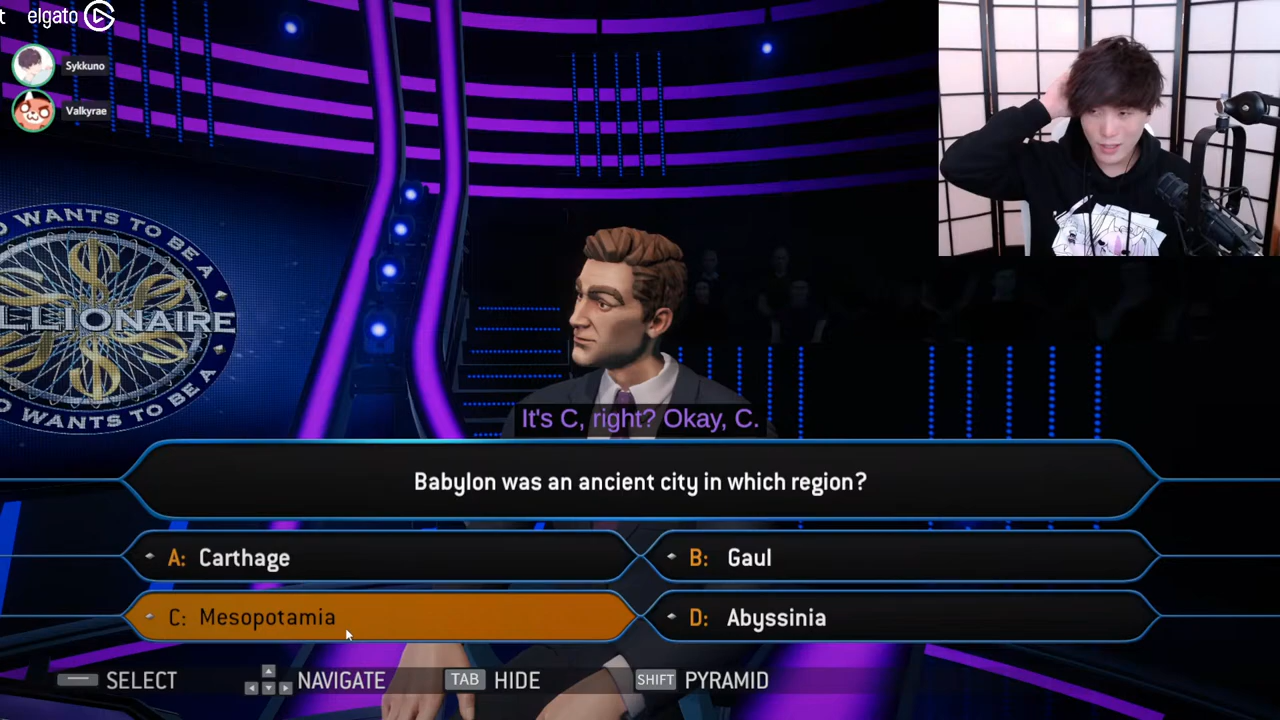 t elgato
Sykkuno
Valkyrae
O WANTS TO BE A
LLIONAIRE
O WANTS TO BE A
It's C, right? Okay, C.
Babylon was an ancient city in which region?
A: Carthage
B: Gaul
C: Mesopotamia
D: Abyssinia
SELECT
NAVIGATE
TAB HIDE
SHIFT PYRAMID